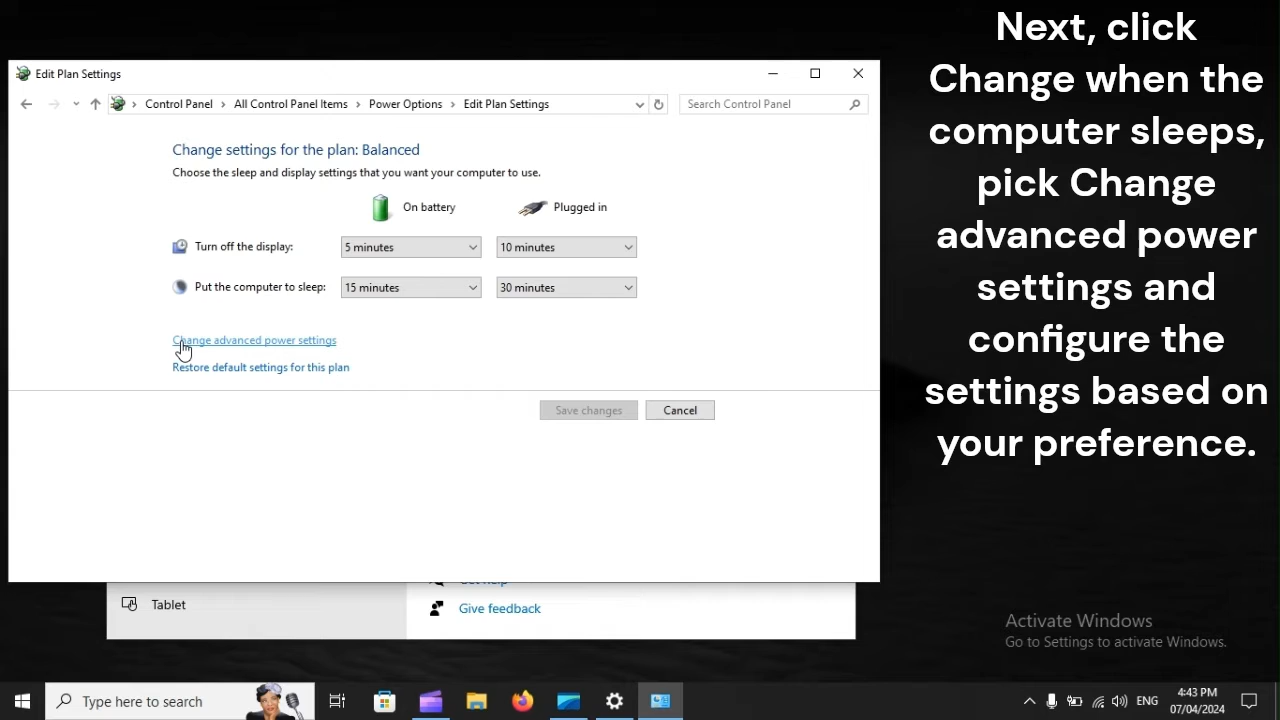 Next, click
Change when the
computer sleeps,
pick Change
advanced power
settings and
configure the
settings based on
your preference.
Edit Plan Settings
Control Panel > All Control Panel Items > Power Options > Edit Plan Settings
Search Control Panel
Change settings for the plan: Balanced
Choose the sleep and display settings that you want your computer to use.
On battery Plugged in
Turn off the display: 5 minutes 10 minutes
Put the computer to sleep: 15 minutes 30 minutes
Change advanced power settings
Restore default settings for this plan
Save changes Cancel
Tablet
Give feedback
Activate Windows
Go to Settings to activate Windows.
Type here to search
ENG
4:43 PM
07/04/2024